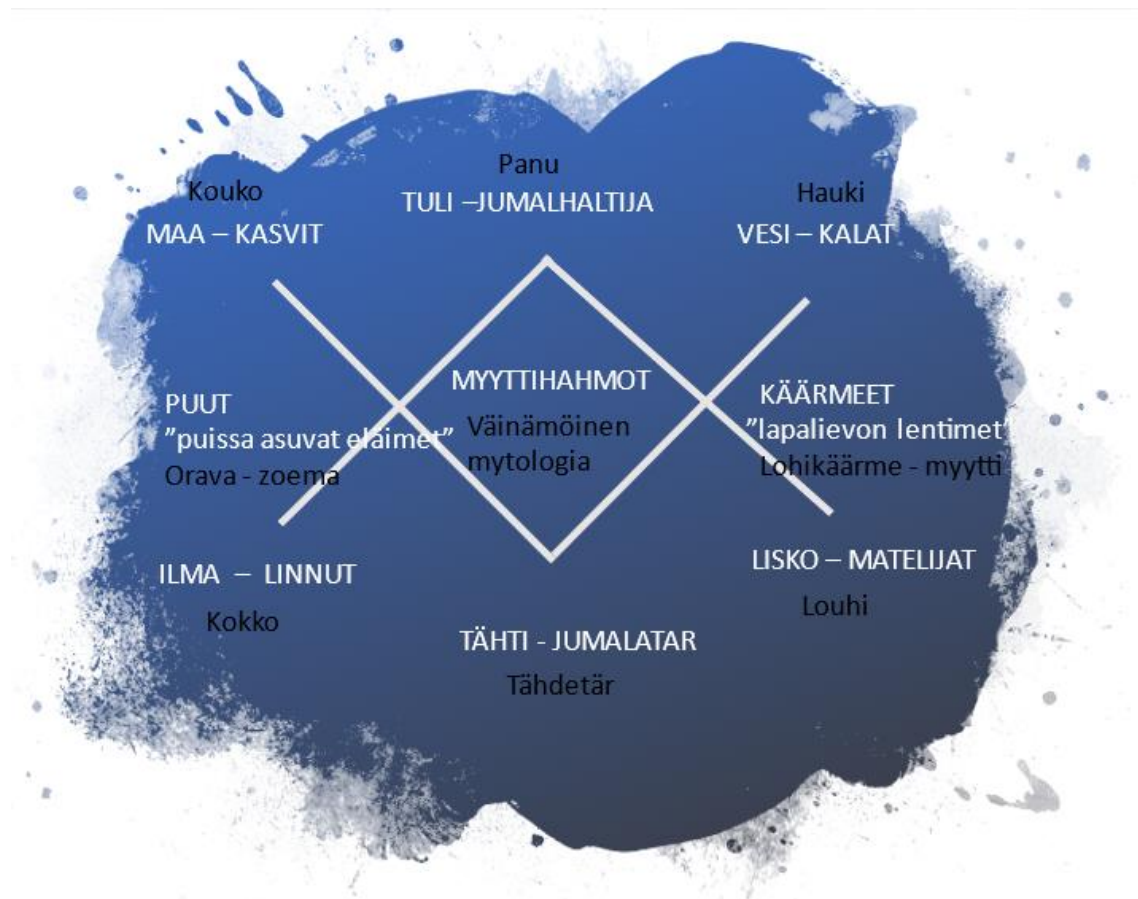 Kouko
MAA – KASVIT
Panu
TULI –JUMALHALTIJA
Hauki
VESI – KALAT
PUUT
”puissa asuvat eläimet”
Orava - zoema
MYYTTIHAHMOT
Väinämöinen
mytologia
KÄÄRMEET
”lapalievon lentimet”
Lohikäärme - myytti
ILMA – LINNUT
Kokko
TÄHTI - JUMALATAR
Tähdetär
LISKO – MATELIJAT
Louhi